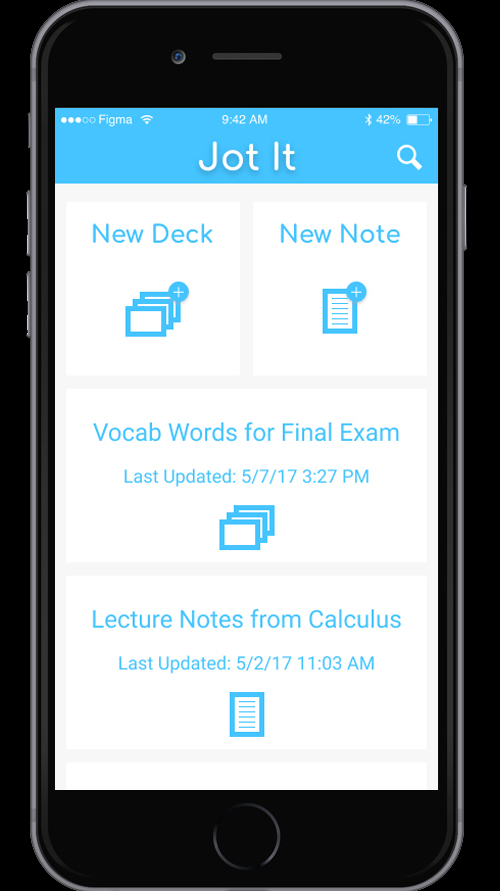 Figma 9:42 AM 42%
Jot It
New Deck New Note
Vocab Words for Final Exam
Last Updated: 5/7/17 3:27 PM
Lecture Notes from Calculus
Last Updated: 5/2/17 11:03 AM